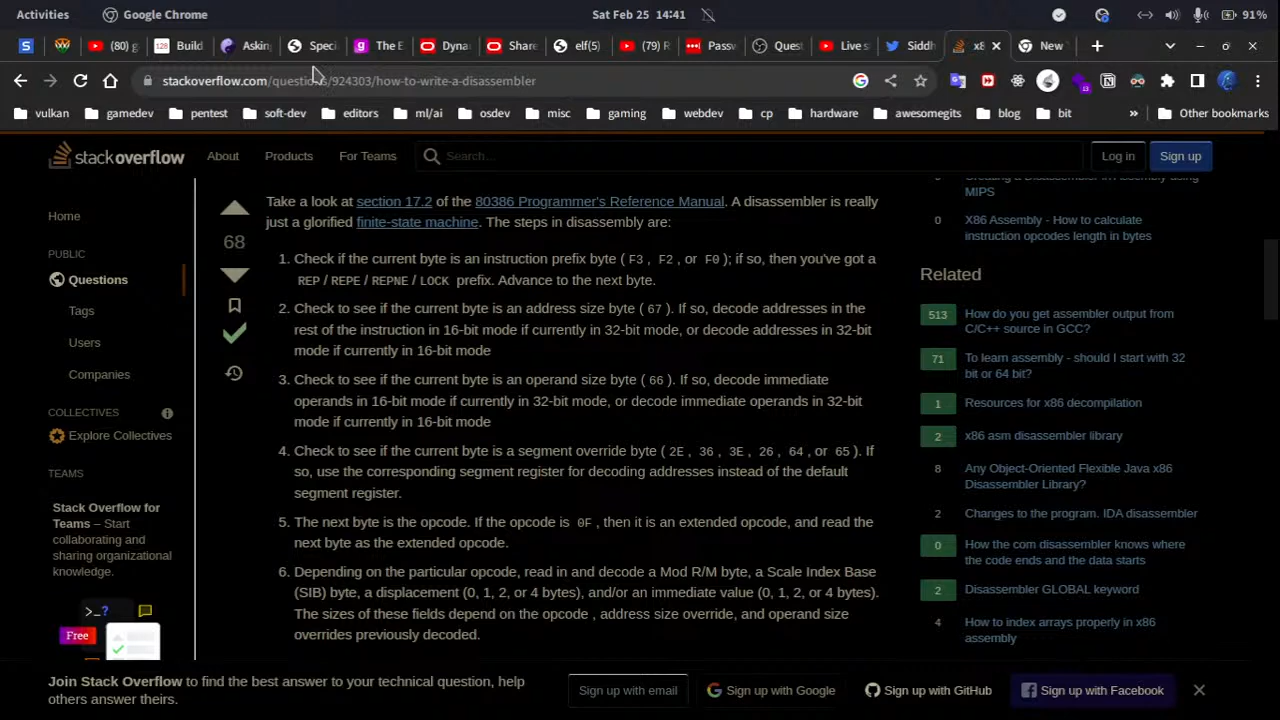 Activities
Google Chrome
Sat Feb 25 14:41
91%
S
(80) g
128
Build
Askin
Speci
g
The E
Dyna
Share
elf(5)
(79) R
Passv
Quest
Live s
Siddh
x8
New
stackoverflow.com/questions/924303/how-to-write-a-disassembler
13
vulkan
gamedev
pentest
soft-dev
editors
ml/ai
osdev
misc
gaming
webdev
cp
hardware
awesomegits
blog
bit
»
Other bookmarks
stackoverflow
About
Products
For Teams
Search...
Log in
Sign up
Home
PUBLIC
Questions
Tags
Users
Companies
COLLECTIVES
Explore Collectives
TEAMS
Stack Overflow for
Teams – Start
collaborating and
sharing organizational
knowledge.
>_?
Free
68
Take a look at section 17.2 of the 80386 Programmer's Reference Manual. A disassembler is really
just a glorified finite-state machine. The steps in disassembly are:
1. Check if the current byte is an instruction prefix byte ( F3 , F2 , or F0 ); if so, then you've got a
REP / REPE / REPNE / LOCK prefix. Advance to the next byte.
2. Check to see if the current byte is an address size byte ( 67 ). If so, decode addresses in the
rest of the instruction in 16-bit mode if currently in 32-bit mode, or decode addresses in 32-bit
mode if currently in 16-bit mode
3. Check to see if the current byte is an operand size byte ( 66 ). If so, decode immediate
operands in 16-bit mode if currently in 32-bit mode, or decode immediate operands in 32-bit
mode if currently in 16-bit mode
4. Check to see if the current byte is a segment override byte ( 2E , 36 , 3E , 26 , 64 , or 65 ). If
so, use the corresponding segment register for decoding addresses instead of the default
segment register.
5. The next byte is the opcode. If the opcode is 0F , then it is an extended opcode, and read the
next byte as the extended opcode.
6. Depending on the particular opcode, read in and decode a Mod R/M byte, a Scale Index Base
(SIB) byte, a displacement (0, 1, 2, or 4 bytes), and/or an immediate value (0, 1, 2, or 4 bytes).
The sizes of these fields depend on the opcode , address size override, and operand size
overrides previously decoded.
Creating a Disassembler in Assembly using
MIPS
0
X86 Assembly - How to calculate
instruction opcodes length in bytes
Related
513
How do you get assembler output from
C/C++ source in GCC?
71
To learn assembly - should I start with 32
bit or 64 bit?
1
Resources for x86 decompilation
2
x86 asm disassembler library
8
Any Object-Oriented Flexible Java x86
Disassembler Library?
2
Changes to the program. IDA disassembler
0
How the com disassembler knows where
the code ends and the data starts
2
Disassembler GLOBAL keyword
4
How to index arrays properly in x86
assembly
Join Stack Overflow to find the best answer to your technical question, help
others answer theirs.
Sign up with email
Sign up with Google
Sign up with GitHub
Sign up with Facebook